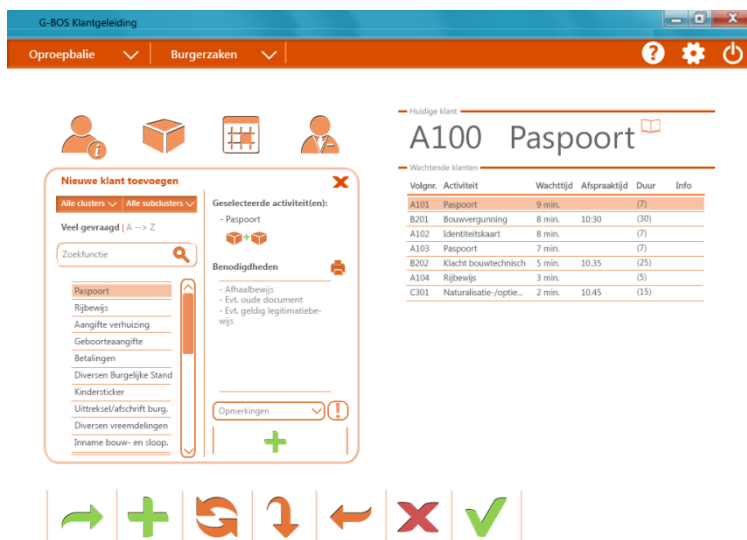 G-BOS Klantgeleiding
Oproepbalie Burgerzaken
Nieuwe klant toevoegen
Alle clusters Alle subclusters
Veel gevraagd | A --> Z
Zoekfunctie
Paspoort
Rijbewijs
Aangifte verhuizing
Geboorteaangifte
Betalingen
Diversen Burgelijke Stand
Kindersticker
Uittreksel/afschrift burg.
Diversen vreemdelingen
Inname bouw- en sloop.
Geselecteerde activiteit(en):
- Paspoort
Benodigdheden
- Afhaalbewijs
- Evt. oude document
- Evt. geldig legitimatiebe-
wijs
Opmerkingen
Huidige klant
A100 Paspoort
Wachtende klanten
Volgnr. Activiteit Wachttijd Afspraaktijd Duur Info
A101 Paspoort 9 min. (7)
B201 Bouwvergunning 8 min. 10:30 (30)
A102 Identiteitskaart 8 min. (7)
A103 Paspoort 7 min. (7)
B202 Klacht bouwtechnisch 5 min. 10.35 (25)
A104 Rijbewijs 3 min. (5)
C301 Naturalisatie-/optie... 2 min. 10.45 (15)